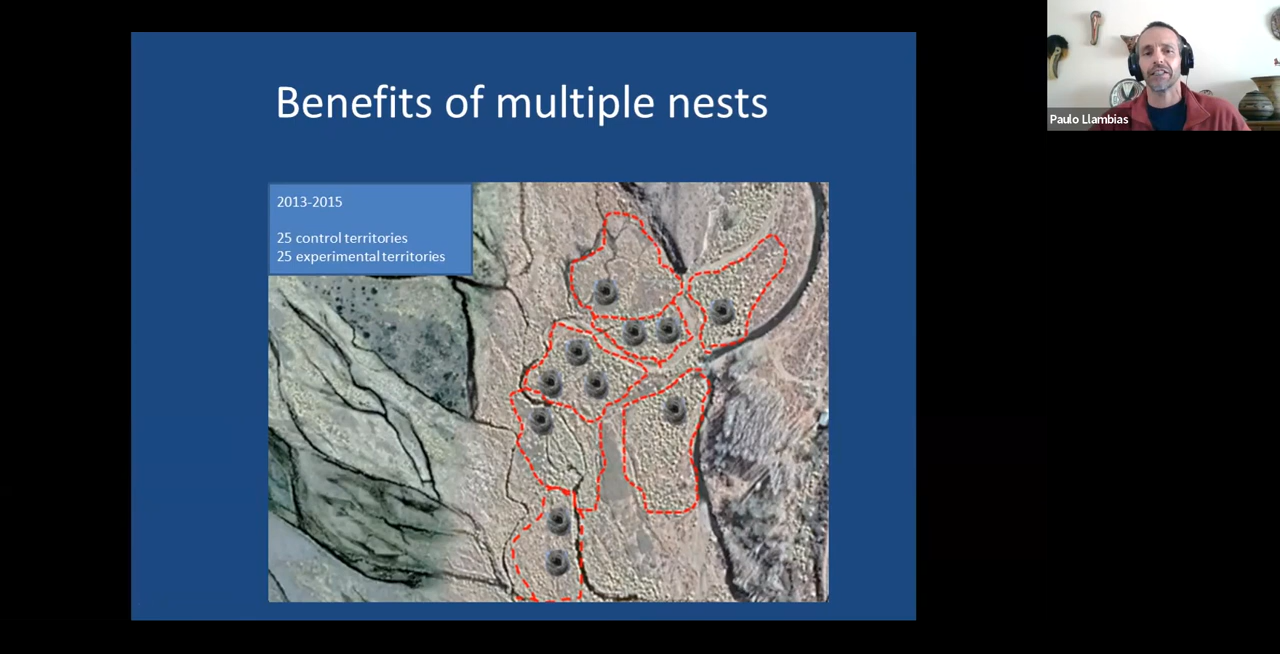 Benefits of multiple nests
2013-2015
25 control territories
25 experimental territories
Paulo Llambias